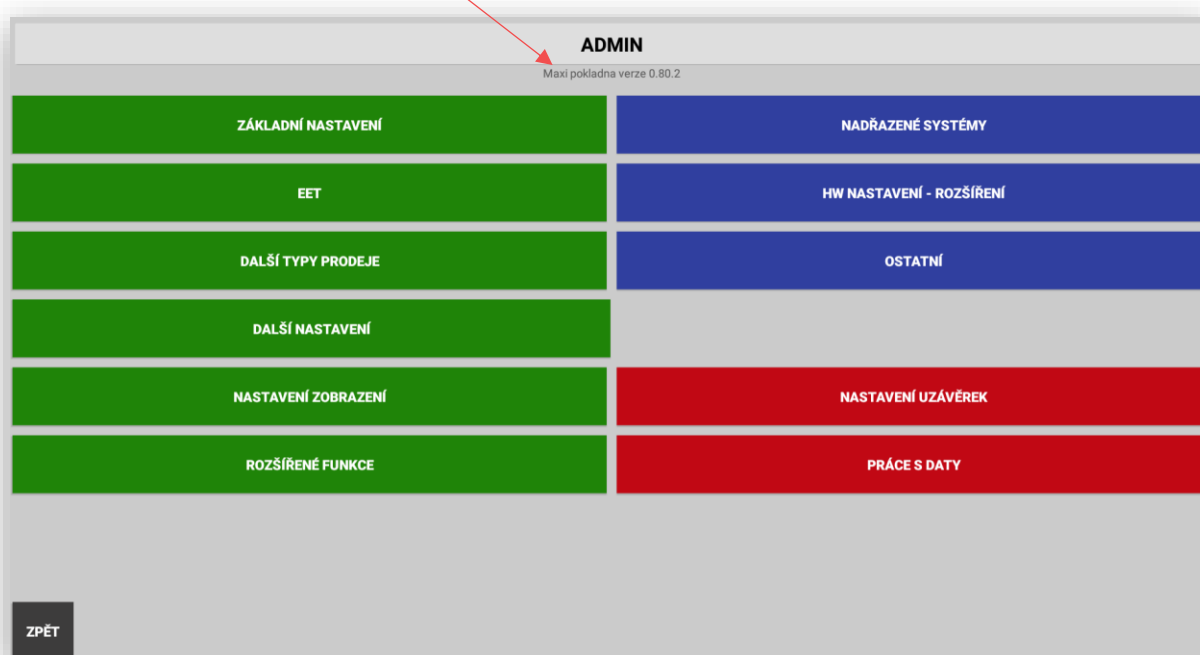 ADMIN
Maxi pokladna verze 0.80.2
ZÁKLADNÍ NASTAVENÍ
NADŘAZENÉ SYSTÉMY
EET
HW NASTAVENÍ - ROZŠÍŘENÍ
DALŠÍ TYPY PRODEJE
OSTATNÍ
DALŠÍ NASTAVENÍ
NASTAVENÍ ZOBRAZENÍ
NASTAVENÍ UZÁVĚREK
ROZŠÍŘENÉ FUNKCE
PRÁCE S DATY
ZPĚT